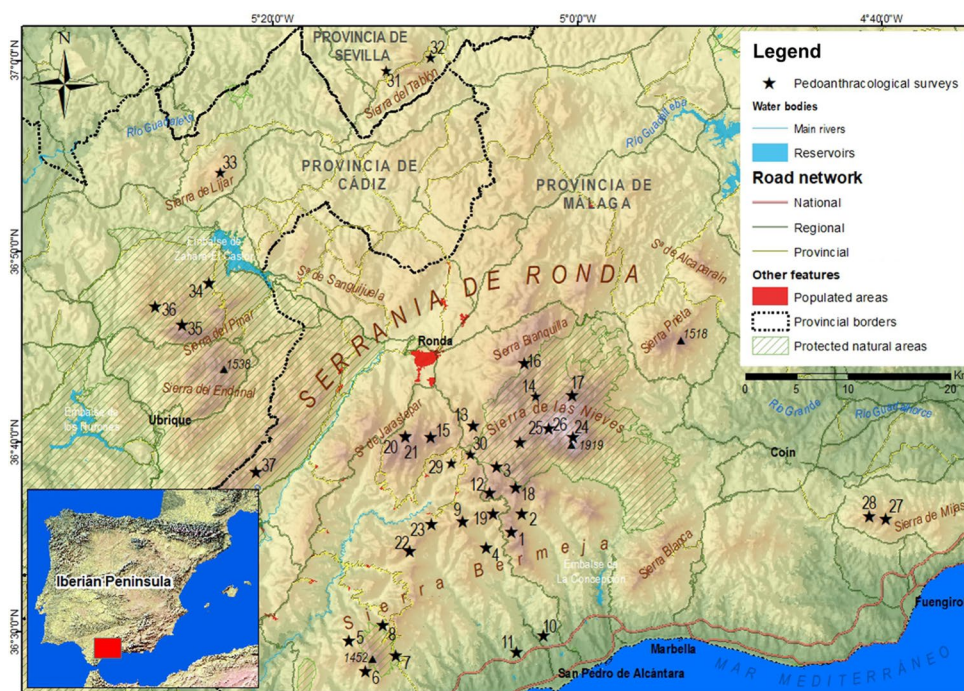 5°20'0"W
5°0'0"W
4°40'0"W
37°0'0"N
36°50'0"N
36°40'0"N
36°30'0"N
N
PROVINCIA DE
SEVILLA
32
31
Sierra del Tablón
Río Guadalete
33
Sierra de Líjar
PROVINCIA DE
CÁDIZ
PROVINCIA DE
MÁLAGA
Río Guadalteba
Embalse de
Zahara-El Gastor
34
36
35
Sierra del Pinar
1538
Sierra del Endrinal
Ubrique
Embalse de
los Hurones
37
Sª de Sanguijuela
SERRANÍA DE RONDA
Ronda
Sierra Blanquilla
16
Sª de Alcaparaín
Sierra Prieta
1518
14
17
Sierra de las Nieves
13
25
26
24
1919
20
21
15
30
29
3
12
18
9
19
2
23
1
22
4
Sierra Bermeja
Sierra Blanca
Embalse de
La Concepción
5
8
1452
7
6
10
11
San Pedro de Alcántara
Marbella
MAR MEDITERRÁNEO
Río Grande
Coin
28
27
Sierra de Mijas
Fuengiro
Iberian Peninsula
Legend
Pedoanthracological surveys
Water bodies
Main rivers
Reservoirs
Road network
National
Regional
Provincial
Other features
Populated areas
Provincial borders
Protected natural areas
0
5
10
20